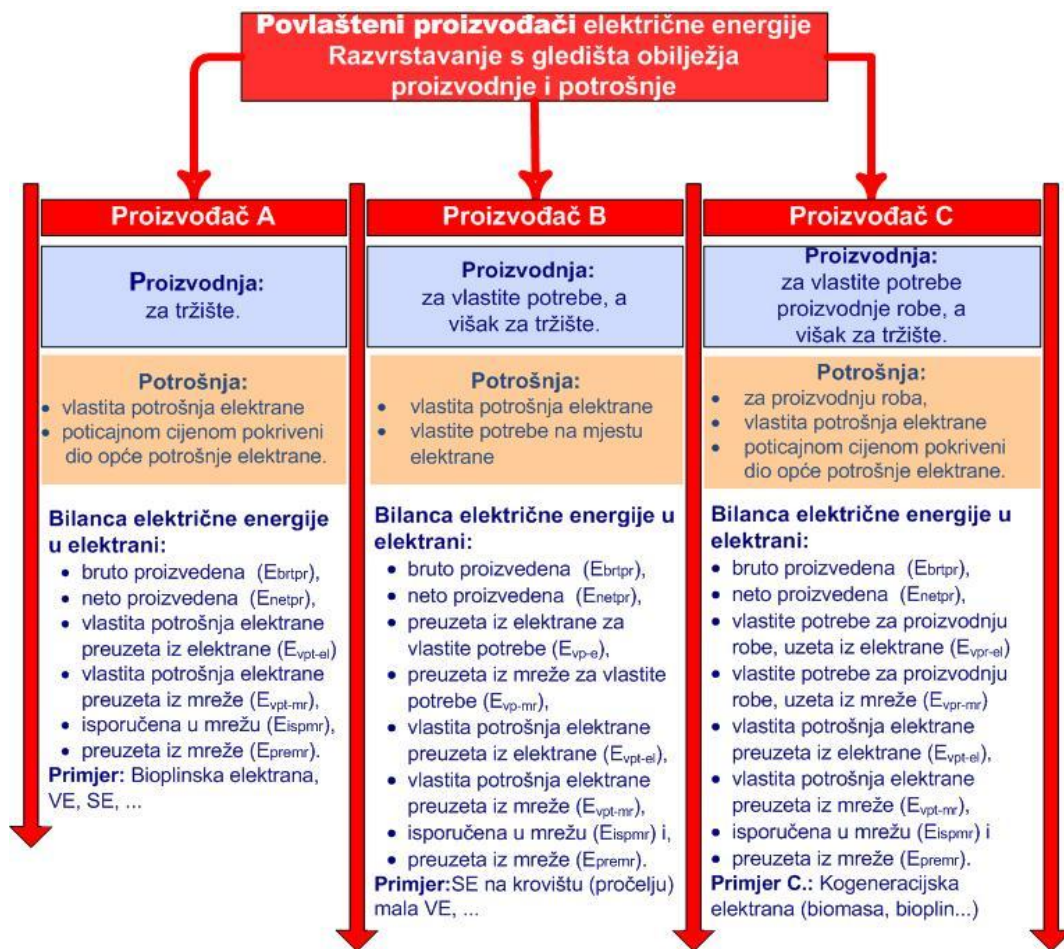 Povlašteni proizvođači električne energije
Razvrstavanje s gledišta obilježja
proizvodnje i potrošnje
Proizvođač A
Proizvodnja:
za tržište.
Potrošnja:
• vlastita potrošnja elektrane
• poticajnom cijenom pokriveni
dio opće potrošnje elektrane.
Bilanca električne energije
u elektrani:
• bruto proizvedena (Ebrtpr),
• neto proizvedena (Enetpr),
• vlastita potrošnja elektrane
preuzeta iz elektrane (Evpt-el)
• vlastita potrošnja elektrane
preuzeta iz mreže (Evpt-mr),
• isporučena u mrežu (Eispmr),
• preuzeta iz mreže (Epremr).
Primjer: Bioplinska elektrana,
VE, SE, ...
Proizvođač B
Proizvodnja:
za vlastite potrebe, a
višak za tržište.
Potrošnja:
• vlastita potrošnja elektrane
• vlastite potrebe na mjestu
elektrane
Bilanca električne energije u
elektrani:
• bruto proizvedena (Ebrtpr),
• neto proizvedena (Enetpr),
• preuzeta iz elektrane za
vlastite potrebe (Evp-e),
• preuzeta iz mreže za vlastite
potrebe (Evp-mr),
• vlastita potrošnja elektrane
preuzeta iz elektrane (Evpt-el),
• vlastita potrošnja elektrane
preuzeta iz mreže (Evpt-mr),
• isporučena u mrežu (Eispmr) i,
• preuzeta iz mreže (Epremr).
Primjer:SE na krovištu (pročelju)
mala VE, ...
Proizvođač C
Proizvodnja:
za vlastite potrebe
proizvodnje robe, a
višak za tržište.
Potrošnja:
• za proizvodnju roba,
• vlastita potrošnja elektrane
• poticajnom cijenom pokriveni
dio opće potrošnje elektrane.
Bilanca električne energije u
elektrani:
• bruto proizvedena (Ebrtpr),
• neto proizvedena (Enetpr),
• vlastite potrebe za proizvodnju
robe, uzeta iz elektrane (Evpr-el)
• vlastite potrebe za proizvodnju
robe, uzeta iz mreže (Evpr-mr)
• vlastita potrošnja elektrane
preuzeta iz elektrane (Evpt-el),
• vlastita potrošnja elektrane
preuzeta iz mreže (Evpt-mr),
• isporučena u mrežu (Eispmr) i
• preuzeta iz mreže (Epremr).
Primjer C.: Kogeneracijska
elektrana (biomasa, bioplin...)